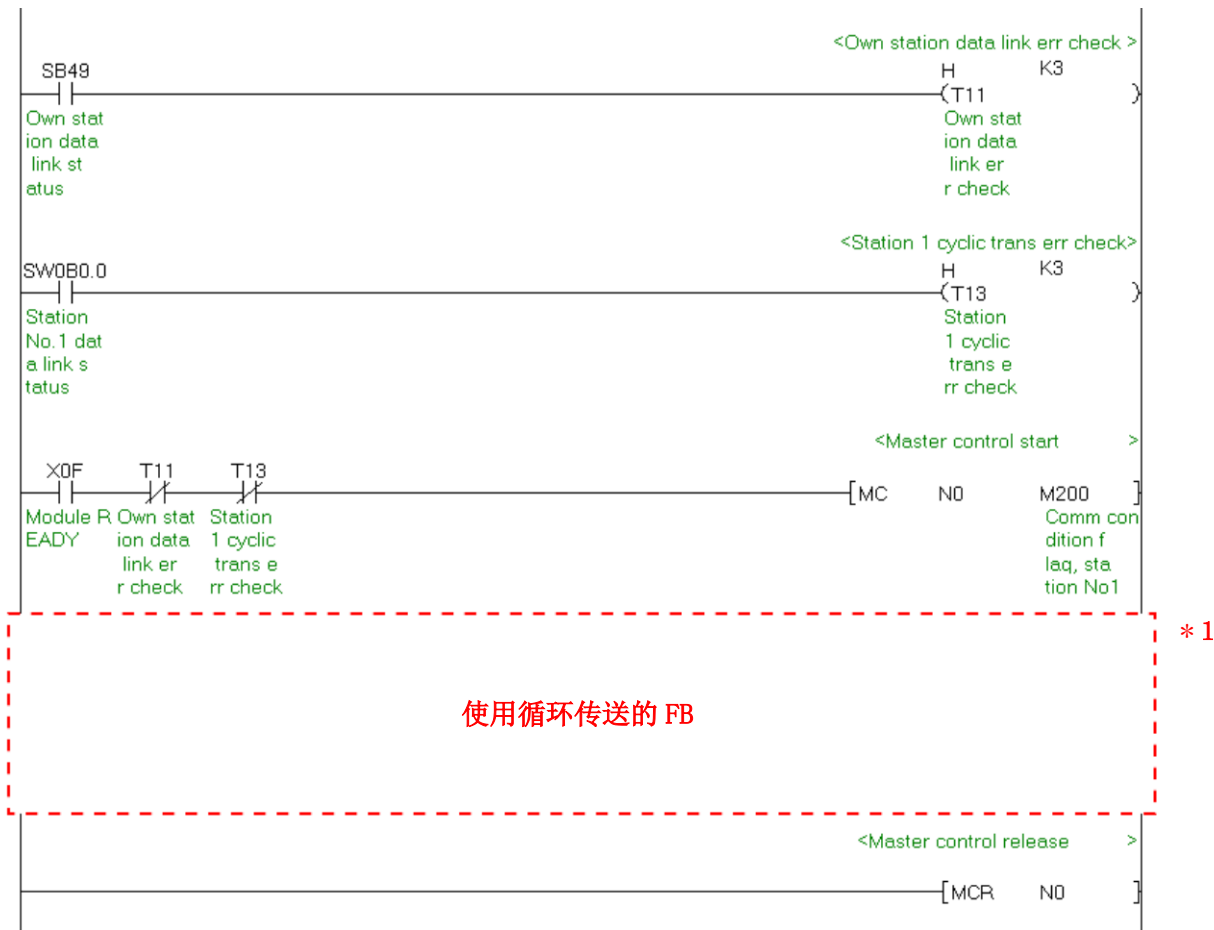 <Own station data link err check >
SB49
H K3
T11
Own stat
ion data
link st
atus
Own stat
ion data
link er
r check
<Station 1 cyclic trans err check>
SW0B0.0
H K3
T13
Station
No.1 dat
a link s
tatus
Station
1 cyclic
trans e
rr check
<Master control start >
X0F T11 T13
MC N0 M200
Module R
EADY
Own stat
ion data
link er
r check
Station
1 cyclic
trans e
rr check
Comm con
dition f
laq, sta
tion No1
*1
使用循环传送的 FB
<Master control release >
MCR N0